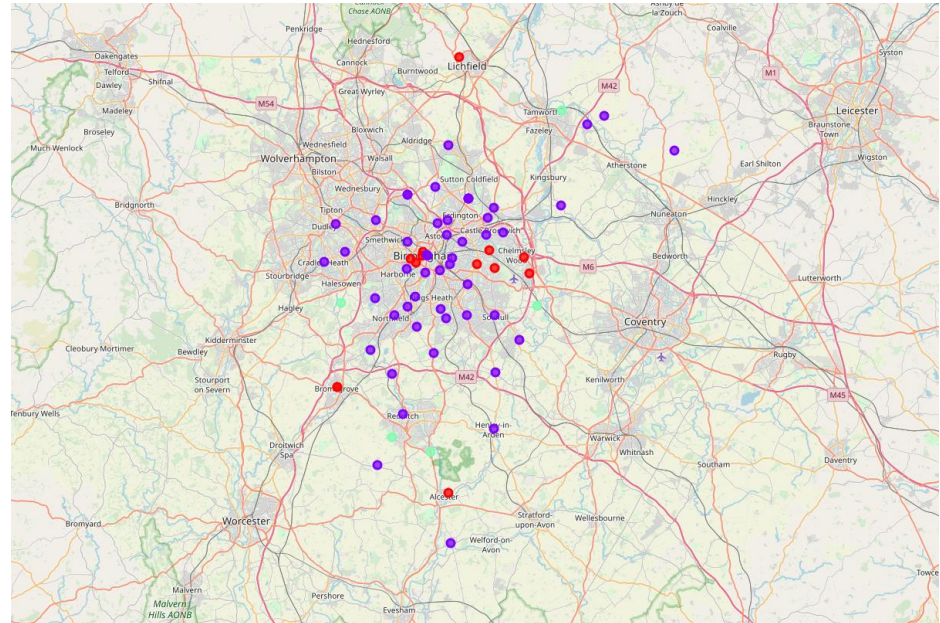 Chase AONB
Ashby de
la Zouch
Penkridge
Hednesford
Coalville
Oakengates
Cannock
Lichfield
Syston
Telford
Shifnal
Burntwood
M1
M42
Dawley
Great Wyrley
M54
Madeley
Tamworth
Leicester
Broseley
Bloxwich
Fazeley
Braunstone
Town
Wednesfield
Aldridge
Much Wenlock
Wolverhampton
Walsall
Wigston
Bilston
Earl Shilton
Atherstone
Sutton Coldfield
Kingsbury
Wednesbury
Hinckley
Bridgnorth
Tipton
Nuneaton
Dudley
Smethwick
Castle Bromwich
Chelmsley
Wood
Bedworth
M6
Lutterworth
Stourbridge
Harborne
Halesowen
Kings Heath
Hagley
Northfield
Coventry
Kidderminster
Cleobury Mortimer
Bewdley
Rugby
Stourport
on Severn
M42
Kenilworth
M45
Tenbury Wells
Henley-in-
Arden
Warwick
Droitwich
Spa
Whitnash
Daventry
Southam
Alcester
Bromyard
Worcester
Stratford-
upon-Avon
Wellesbourne
Welford-on-
Avon
Malvern
Pershore
Malvern
Hills AONB
Evesham